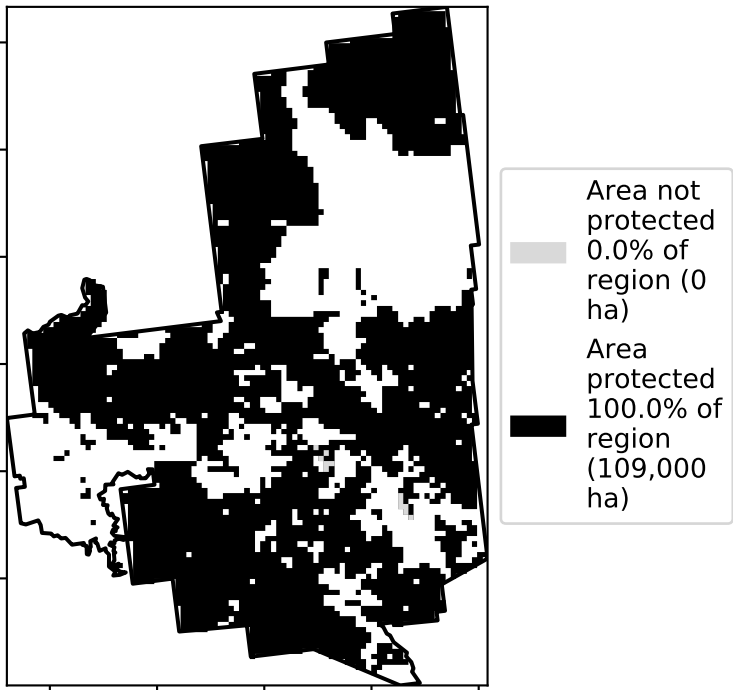 Area not
protected
0.0% of
region (0
ha)
Area
protected
100.0% of
region
(109,000
ha)